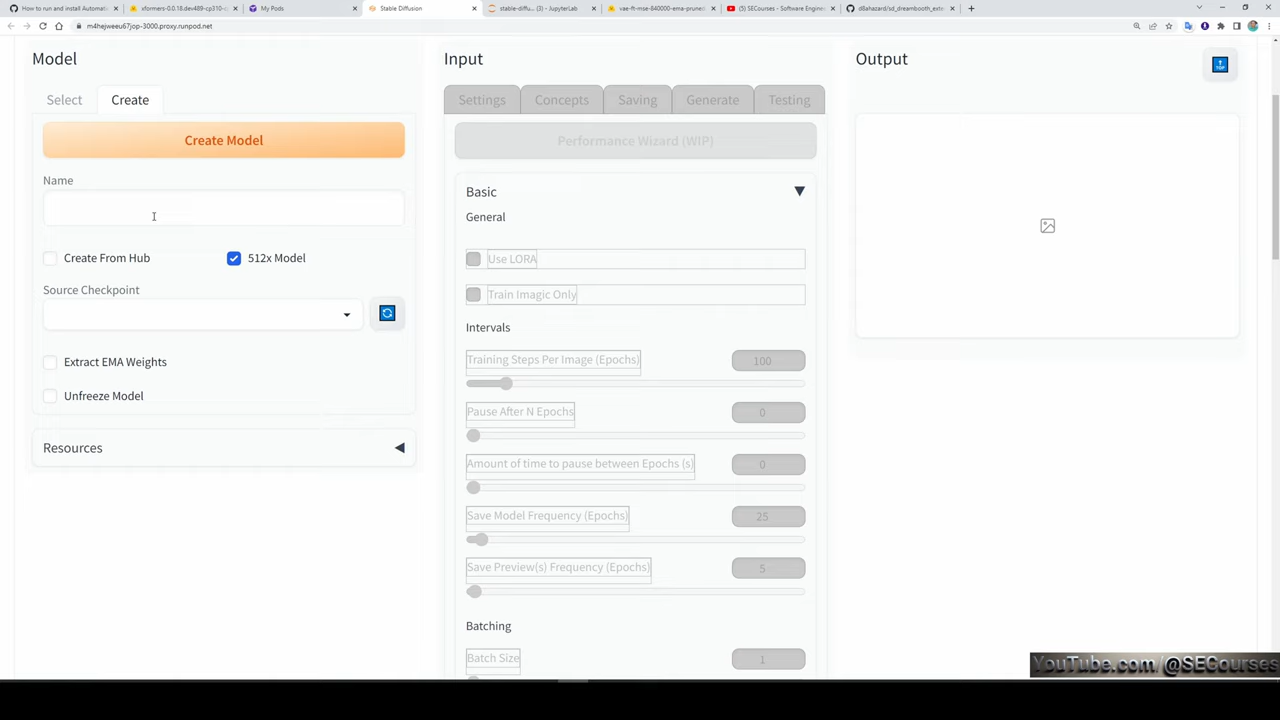 How to run and install Automat
xformers-0.0.18.dev489-cp310-c
My Pods
Stable Diffusion
stable-diffu... (3) - JupyterLab
vae-ft-mse-840000-ema-prune
(5) SECourses - Software Engine
d8ahazard/sd_dreambooth_ext
m4hejweeu67jop-3000.proxy.runpod.net
Model
Input
Output
TOP
Select
Create
Settings
Concepts
Saving
Generate
Testing
Create Model
Performance Wizard (WIP)
Name
Basic
General
Create From Hub
512x Model
Use LORA
Source Checkpoint
Train Imagic Only
Intervals
Extract EMA Weights
Training Steps Per Image (Epochs)
100
Unfreeze Model
Pause After N Epochs
0
Resources
Amount of time to pause between Epochs (s)
0
Save Model Frequency (Epochs)
25
Save Preview(s) Frequency (Epochs)
5
Batching
Batch Size
1
YouTube.com/@SECourses